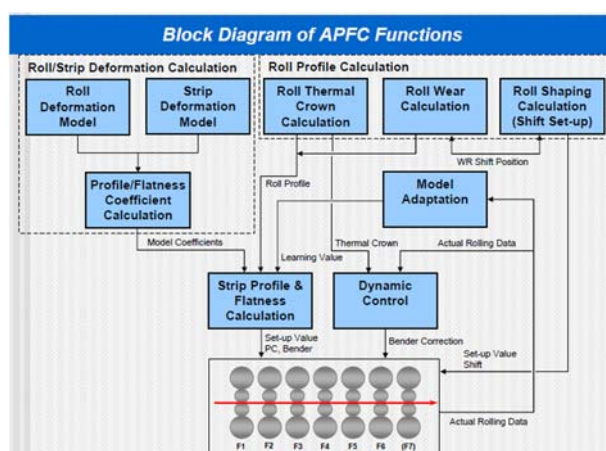 Block Diagram of APFC Functions
Roll/Strip Deformation Calculation
Roll Profile Calculation
Roll
Deformation
Model
Strip
Deformation
Model
Roll Thermal
Crown
Calculation
Roll Wear
Calculation
Roll Shaping
Calculation
(Shift Set-up)
WR Shift Position
Profile/Flatness
Coefficient
Calculation
Roll Profile
Model
Adaptation
Model Coefficients
Learning Value
Thermal Crown
Actual Rolling Data
Strip Profile &
Flatness
Calculation
Dynamic
Control
Set-up Value
PC, Bender
Bender Correction
Set-up Value
Shift
Actual Rolling Data
F1 F2 F3 F4 F5 F6 (F7)